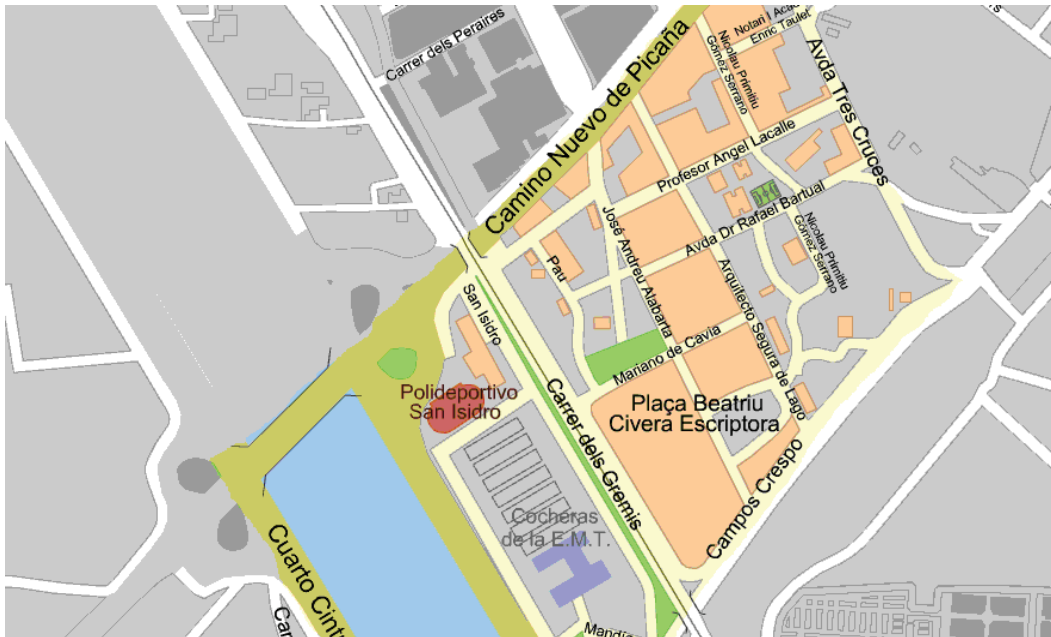 Carrer dels Peraires
Notari
Enric Taulet
Nicolau Primitiu
Gómez Serrano
Avda Tres Cruces
Camino Nuevo de Picaña
Profesor Angel Lacalle
Avda Dr Rafael Bartual
José Andreu Alabarta
Nicolau Primitiu
Gómez Serrano
Pau
San Isidro
Arquitecto Segura de Lago
Mariano de Cavia
Polideportivo
San Isidro
Carrer dels Gremis
Plaça Beatriu
Civera Escriptora
Campos Crespo
Cocheras
de la E.M.T.
Cuarto Cint
Car
Mandi